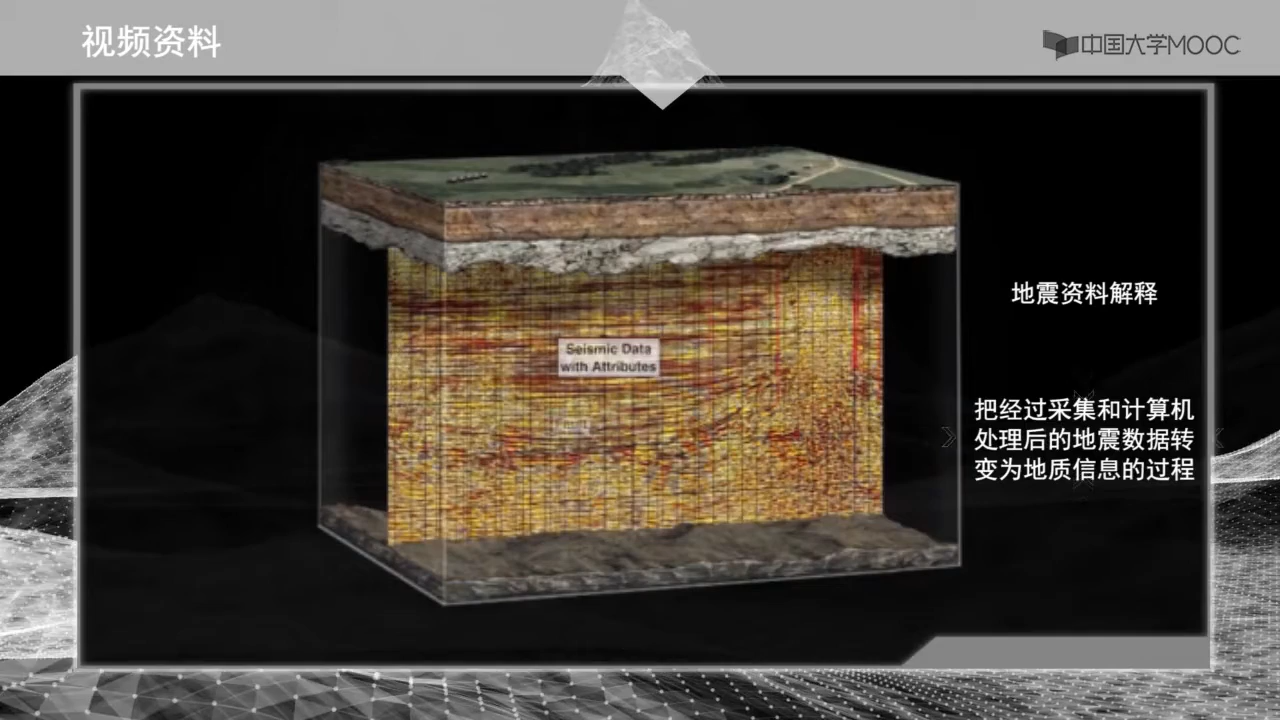 视频资料
中国大学MOOC
Seismic Data
with Attributes
地震资料解释
把经过采集和计算机
处理后的地震数据转
变为地质信息的过程